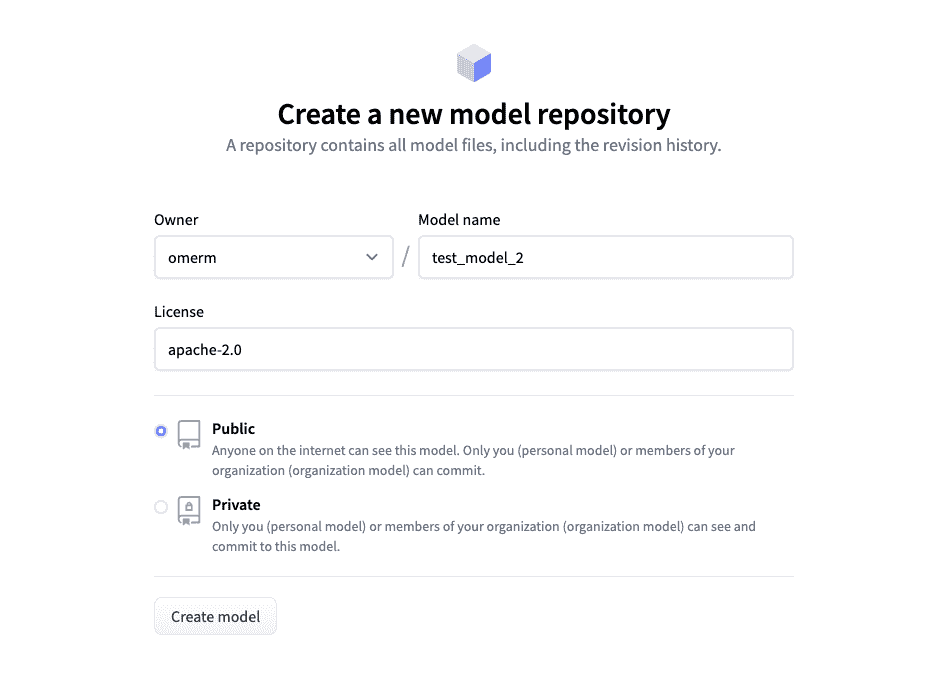 Create a new model repository
A repository contains all model files, including the revision history.
Owner
Model name
omerm
/
test_model_2
License
apache-2.0
Public
Anyone on the internet can see this model. Only you (personal model) or members of your
organization (organization model) can commit.
Private
Only you (personal model) or members of your organization (organization model) can see and
commit to this model.
Create model